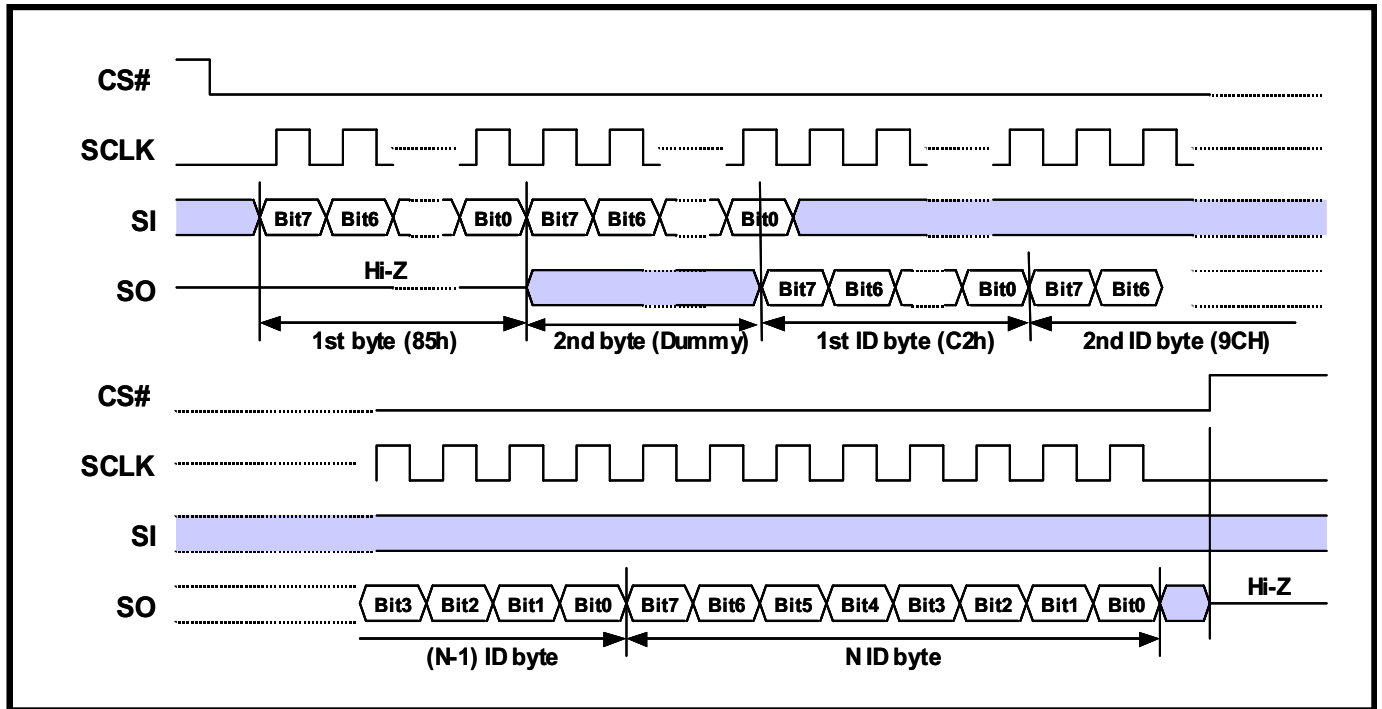 CS#
SCLK
SI Bit7 Bit6 Bit0 Bit7 Bit6 Bit0
Hi-Z
SO Bit7 Bit6 Bit0 Bit7 Bit6
1st byte (85h) 2nd byte (Dummy) 1st ID byte (C2h) 2nd ID byte (9CH)
CS#
SCLK
SI
SO Bit3 Bit2 Bit1 Bit0 Bit7 Bit6 Bit5 Bit4 Bit3 Bit2 Bit1 Bit0 Hi-Z
(N-1) ID byte N ID byte